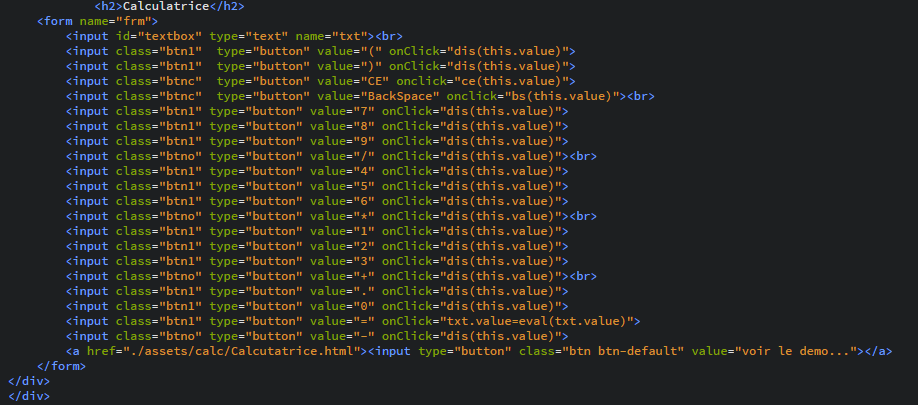 <h2>Calculatrice</h2>
<form name="frm">
<input id="textbox" type="text" name="txt"><br>
<input class="btn1"  type="button" value="(" onClick="dis(this.value)">
<input class="btn1"  type="button" value=")" onClick="dis(this.value)">
<input class="btnc"  type="button" value="CE" onclick="ce(this.value)">
<input class="btnc"  type="button" value="BackSpace" onclick="bs(this.value)"><br>
<input class="btn1" type="button" value="7" onClick="dis(this.value)">
<input class="btn1" type="button" value="8" onClick="dis(this.value)">
<input class="btn1" type="button" value="9" onClick="dis(this.value)">
<input class="btno" type="button" value="/" onClick="dis(this.value)"><br>
<input class="btn1" type="button" value="4" onClick="dis(this.value)">
<input class="btn1" type="button" value="5" onClick="dis(this.value)">
<input class="btn1" type="button" value="6" onClick="dis(this.value)">
<input class="btno" type="button" value="*" onClick="dis(this.value)"><br>
<input class="btn1" type="button" value="1" onClick="dis(this.value)">
<input class="btn1" type="button" value="2" onClick="dis(this.value)">
<input class="btn1" type="button" value="3" onClick="dis(this.value)">
<input class="btno" type="button" value="+" onClick="dis(this.value)"><br>
<input class="btn1" type="button" value="." onClick="dis(this.value)">
<input class="btn1" type="button" value="0" onClick="dis(this.value)">
<input class="btn1" type="button" value="=" onClick="txt.value=eval(txt.value)">
<input class="btno" type="button" value="-" onClick="dis(this.value)">
<a href="./assets/calc/Calcutatrice.html"><input type="button" class="btn btn-default" value="voir le demo..."></a>
</form>
</div>
</div>